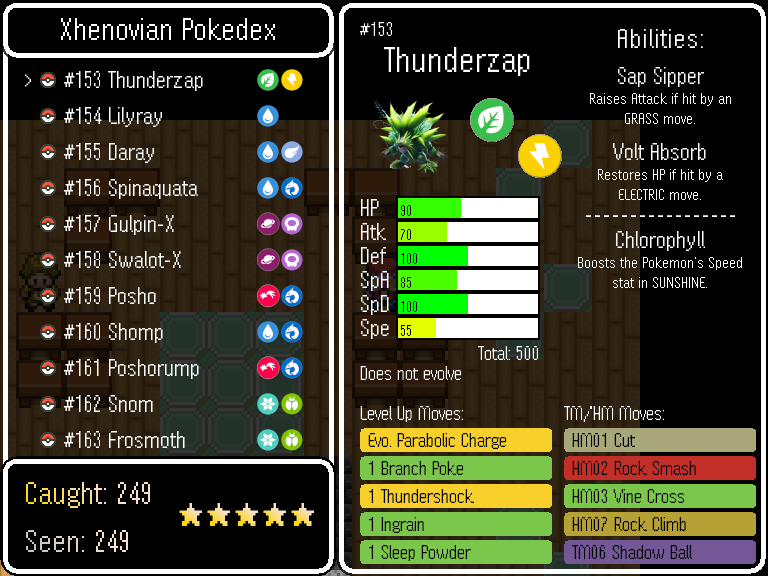 Xhenovian Pokedex
#153 Thunderzap
#154 Lilyray
#155 Daray
#156 Spinaquata
#157 Gulpin-X
#158 Swalot-X
#159 Posho
#160 Shomp
#161 Poshorump
#162 Snom
#163 Frosmoth
Caught: 249
Seen: 249
#153
Thunderzap
HP 90
Atk 70
Def 100
SpA 85
SpD 100
Spe 55
Total: 500
Does not evolve
Abilities:
Sap Sipper
Raises Attack if hit by an
GRASS move.
Volt Absorb
Restores HP if hit by a
ELECTRIC move.
Chlorophyll
Boosts the Pokemon's Speed
stat in SUNSHINE.
Level Up Moves:
Evo. Parabolic Charge
1 Branch Poke
1 Thundershock
1 Ingrain
1 Sleep Powder
TM/HM Moves:
HM01 Cut
HM02 Rock Smash
HM03 Vine Cross
HM07 Rock Climb
TM06 Shadow Ball